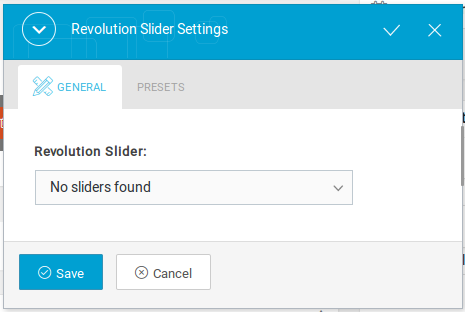 Revolution Slider Settings
GENERAL
PRESETS
Revolution Slider:
No sliders found
Save
Cancel